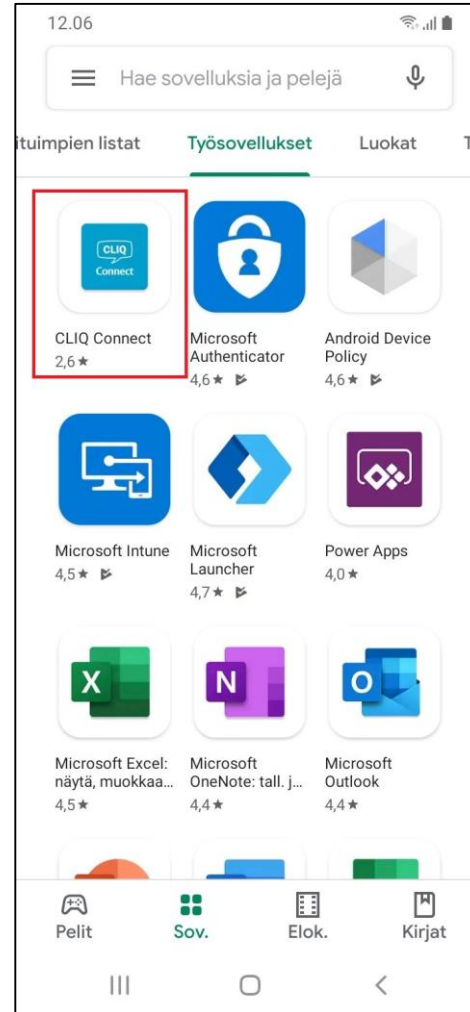 12.06
Hae sovelluksia ja pelejä
ituimpien listat Työsovellukset Luokat T
CLIQ
Connect
CLIQ Connect
2,6★
Microsoft
Authenticator
4,6★
Android Device
Policy
4,6★
Microsoft Intune
4,5★
Microsoft
Launcher
4,7★
Power Apps
4,0★
X
N
O
Microsoft Excel:
näytä, muokkaa...
4,5★
Microsoft
OneNote: tall. j...
4,4★
Microsoft
Outlook
4,4★
Pelit Sov. Elok. Kirjat